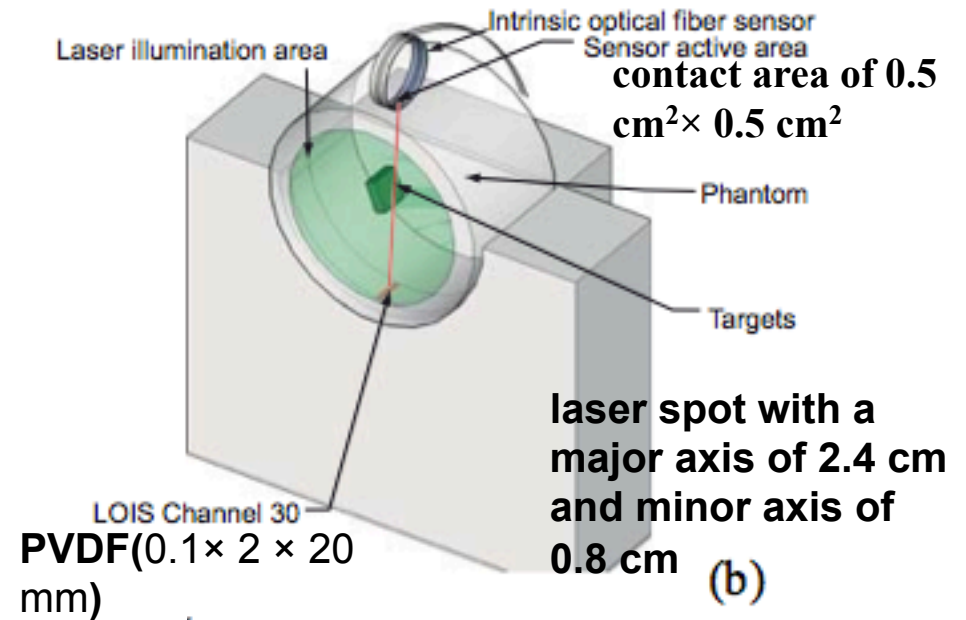 Intrinsic optical fiber sensor
Laser illumination area
Sensor active area
contact area of 0.5
cm²× 0.5 cm²
Phantom
Targets
laser spot with a
major axis of 2.4 cm
and minor axis of
0.8 cm
(b)
LOIS Channel 30
PVDF(0.1× 2 × 20
mm)